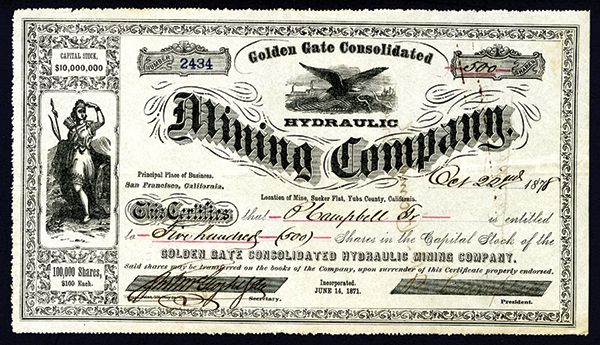 CAPITAL STOCK,
$10,000,000
2434
Golden Gate Consolidated
SHARES
500
HYDRAULIC
Mining Company.
Principal Place of Business.
San Francisco, California.
Oct 22nd 1878
Location of Mine, Sucker Flat, Yuba County, California.
This Certifies that O Campbell Tr is entitled
to Five hundred (500) Shares in the Capital Stock of the
GOLDEN GATE CONSOLIDATED HYDRAULIC MINING COMPANY.
Said shares may be transferred on the books of the Company, upon surrender of this Certificate properly endorsed.
100,000 Shares,
$100 Each.
Secretary.
Incorporated.
JUNE 14, 1871.
President.